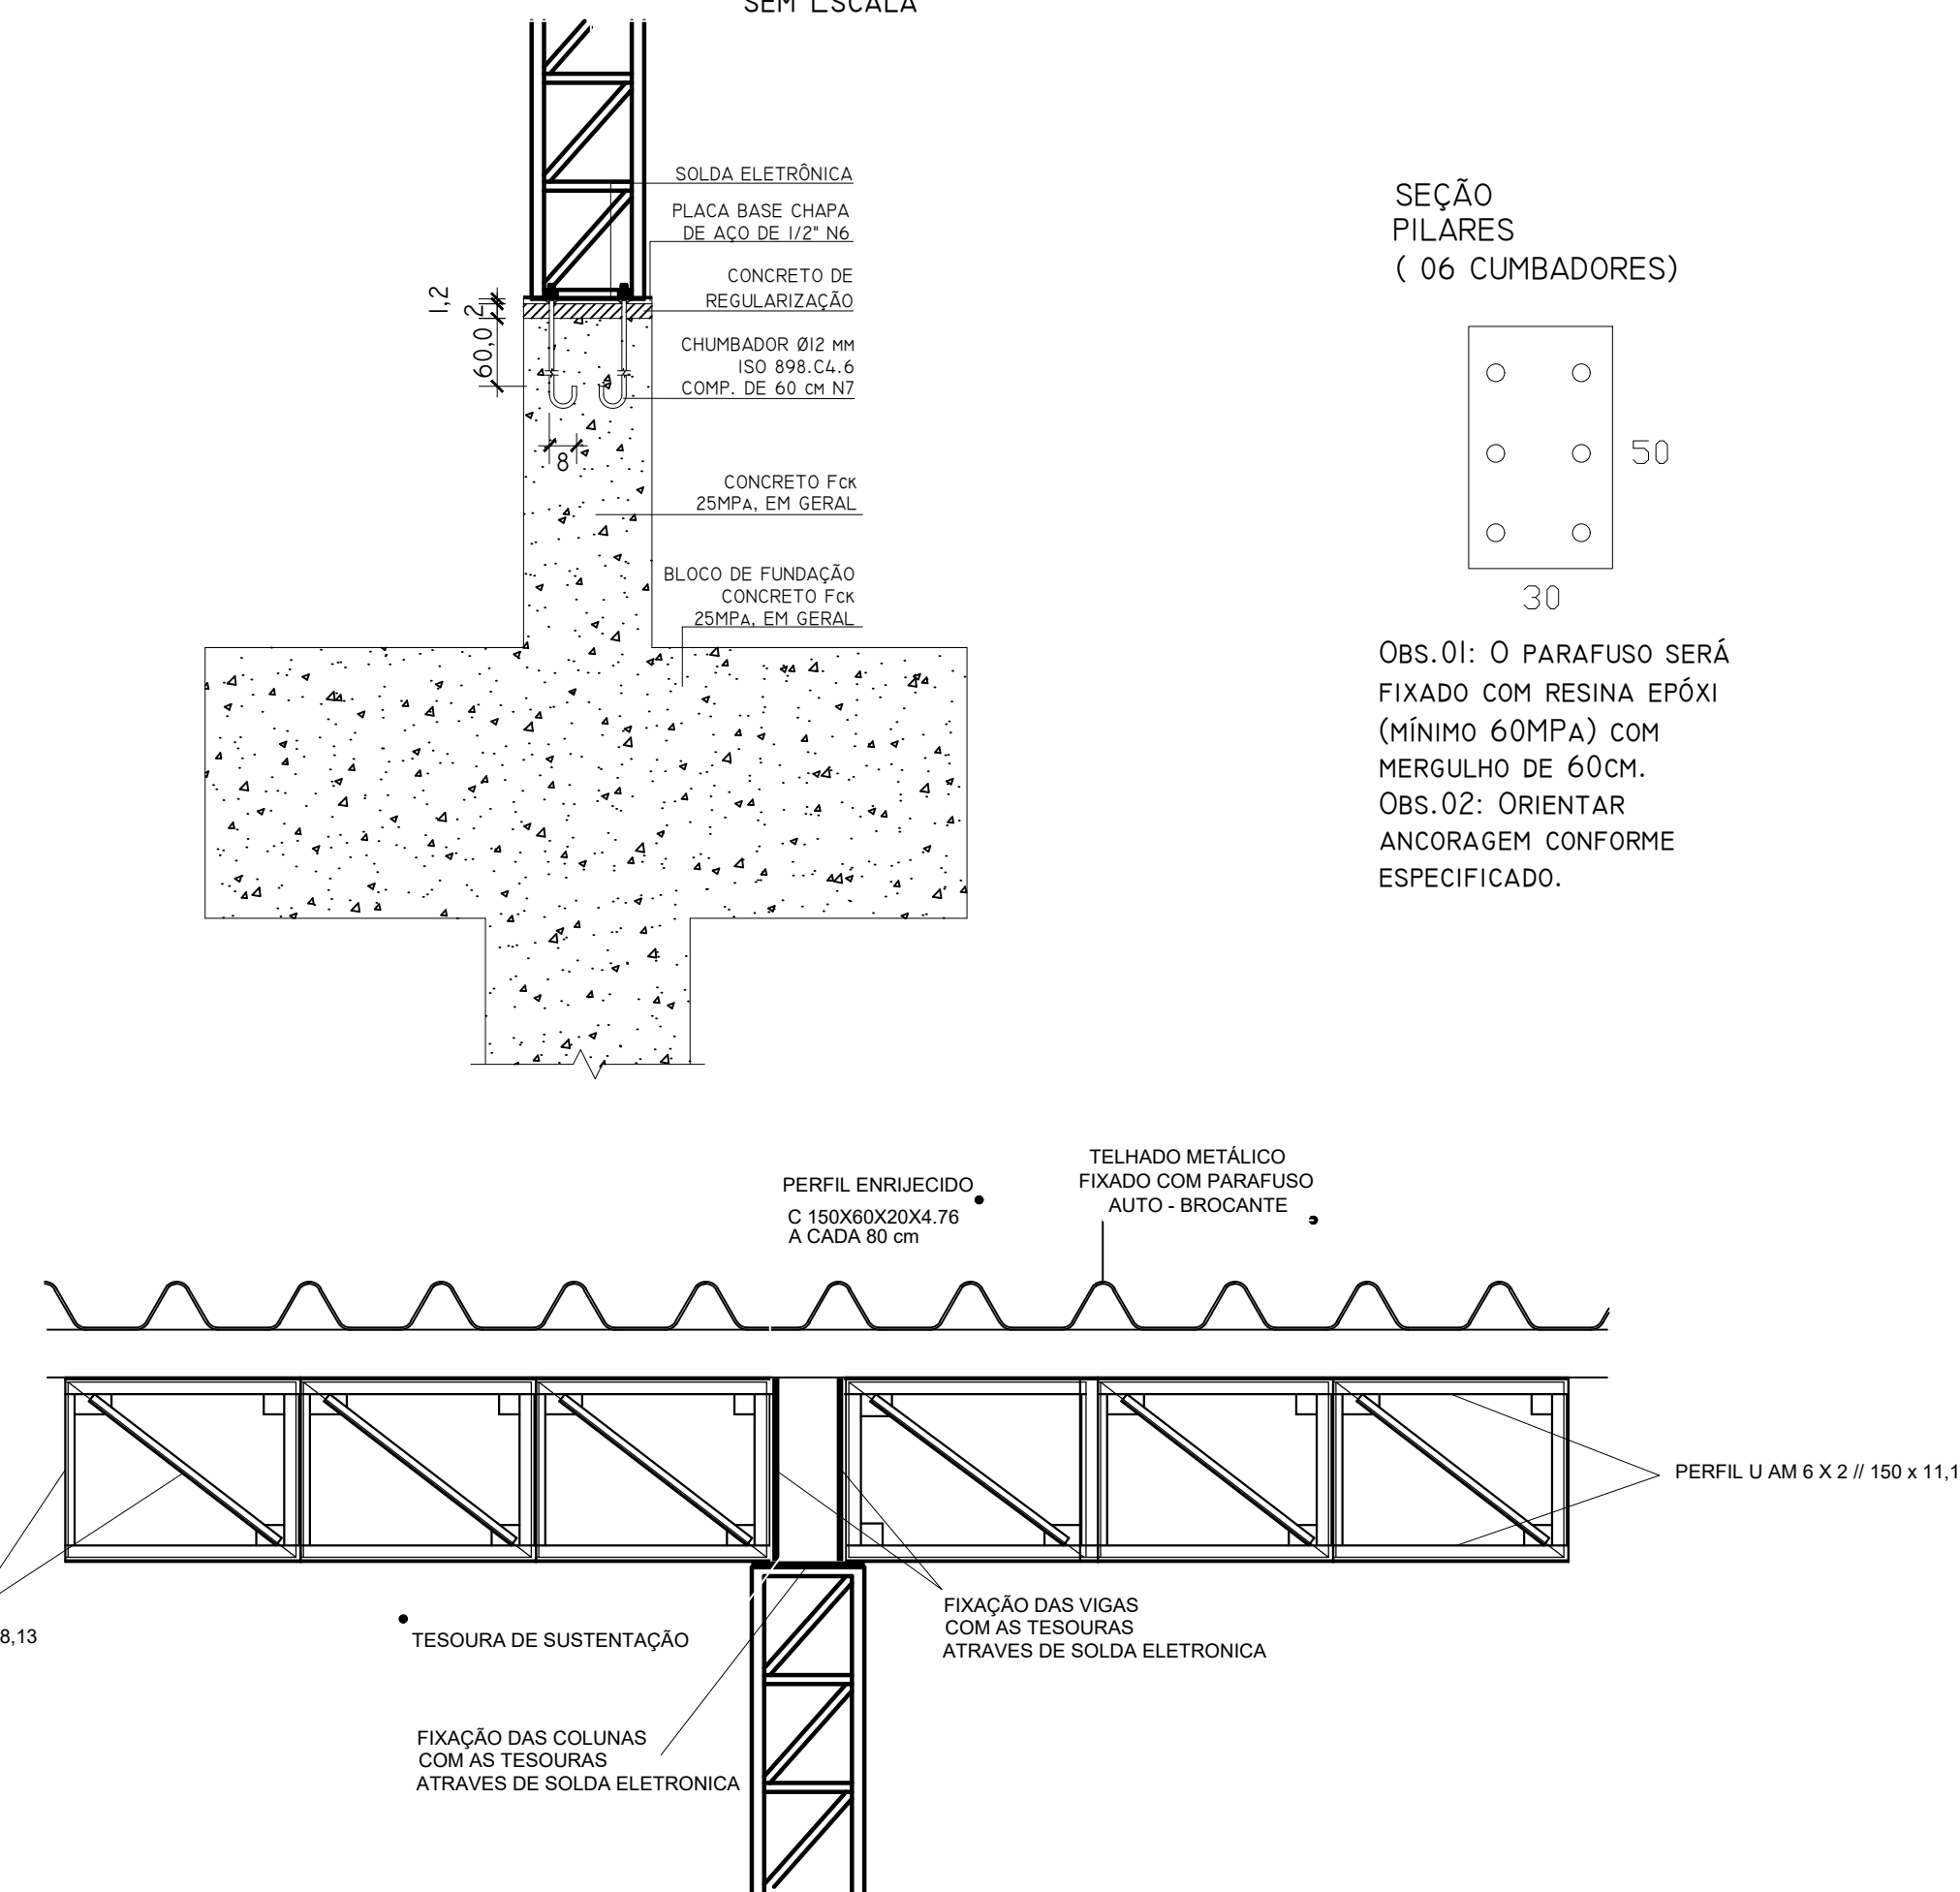 SEM ESCALA
SOLDA ELETRÔNICA
PLACA BASE CHAPA
DE AÇO DE 1/2" N6
CONCRETO DE
REGULARIZAÇÃO
1,2
2
60,0
CHUMBADOR Ø12 MM
ISO 898.C4.6
COMP. DE 60 CM N7
8
CONCRETO FCK
25MPA, EM GERAL
BLOCO DE FUNDAÇÃO
CONCRETO FCK
25MPA, EM GERAL
SEÇÃO
PILARES
( 06 CUMBADORES)
50
30
OBS.01: O PARAFUSO SERÁ
FIXADO COM RESINA EPÓXI
(MÍNIMO 60MPA) COM
MERGULHO DE 60CM.
OBS.02: ORIENTAR
ANCORAGEM CONFORME
ESPECIFICADO.
PERFIL ENRIJECIDO
C 150X60X20X4.76
A CADA 80 cm
TELHADO METÁLICO
FIXADO COM PARAFUSO
AUTO - BROCANTE
PERFIL U AM 6 X 2 // 150 x 11,1
8,13
TESOURA DE SUSTENTAÇÃO
FIXAÇÃO DAS VIGAS
COM AS TESOURAS
ATRAVES DE SOLDA ELETRONICA
FIXAÇÃO DAS COLUNAS
COM AS TESOURAS
ATRAVES DE SOLDA ELETRONICA